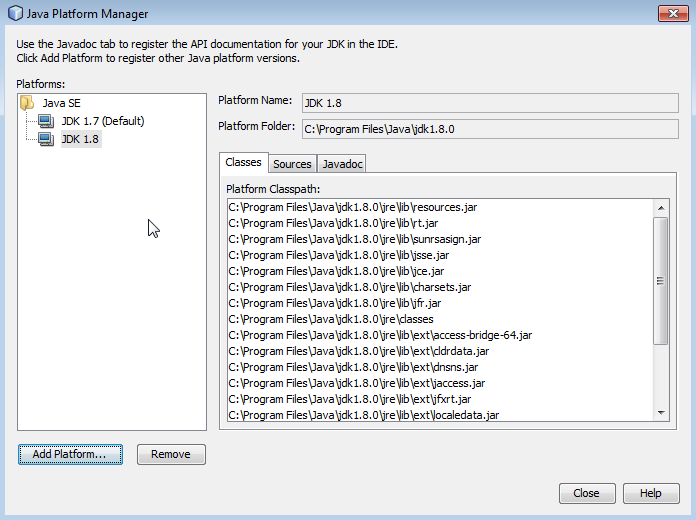 Java Platform Manager
Use the Javadoc tab to register the API documentation for your JDK in the IDE.
Click Add Platform to register other Java platform versions.
Platforms:
Java SE
JDK 1.7 (Default)
JDK 1.8
Platform Name:
JDK 1.8
Platform Folder:
C:\Program Files\Java\jdk1.8.0
Classes
Sources
Javadoc
Platform Classpath:
C:\Program Files\Java\jdk1.8.0\jre\lib\resources.jar
C:\Program Files\Java\jdk1.8.0\jre\lib\rt.jar
C:\Program Files\Java\jdk1.8.0\jre\lib\sunrsasign.jar
C:\Program Files\Java\jdk1.8.0\jre\lib\jsse.jar
C:\Program Files\Java\jdk1.8.0\jre\lib\jce.jar
C:\Program Files\Java\jdk1.8.0\jre\lib\charsets.jar
C:\Program Files\Java\jdk1.8.0\jre\lib\jfr.jar
C:\Program Files\Java\jdk1.8.0\jre\classes
C:\Program Files\Java\jdk1.8.0\jre\lib\ext\access-bridge-64.jar
C:\Program Files\Java\jdk1.8.0\jre\lib\ext\cldrdata.jar
C:\Program Files\Java\jdk1.8.0\jre\lib\ext\dnsns.jar
C:\Program Files\Java\jdk1.8.0\jre\lib\ext\jaccess.jar
C:\Program Files\Java\jdk1.8.0\jre\lib\ext\jfxrt.jar
C:\Program Files\Java\jdk1.8.0\jre\lib\ext\localedata.jar
Add Platform...
Remove
Close
Help